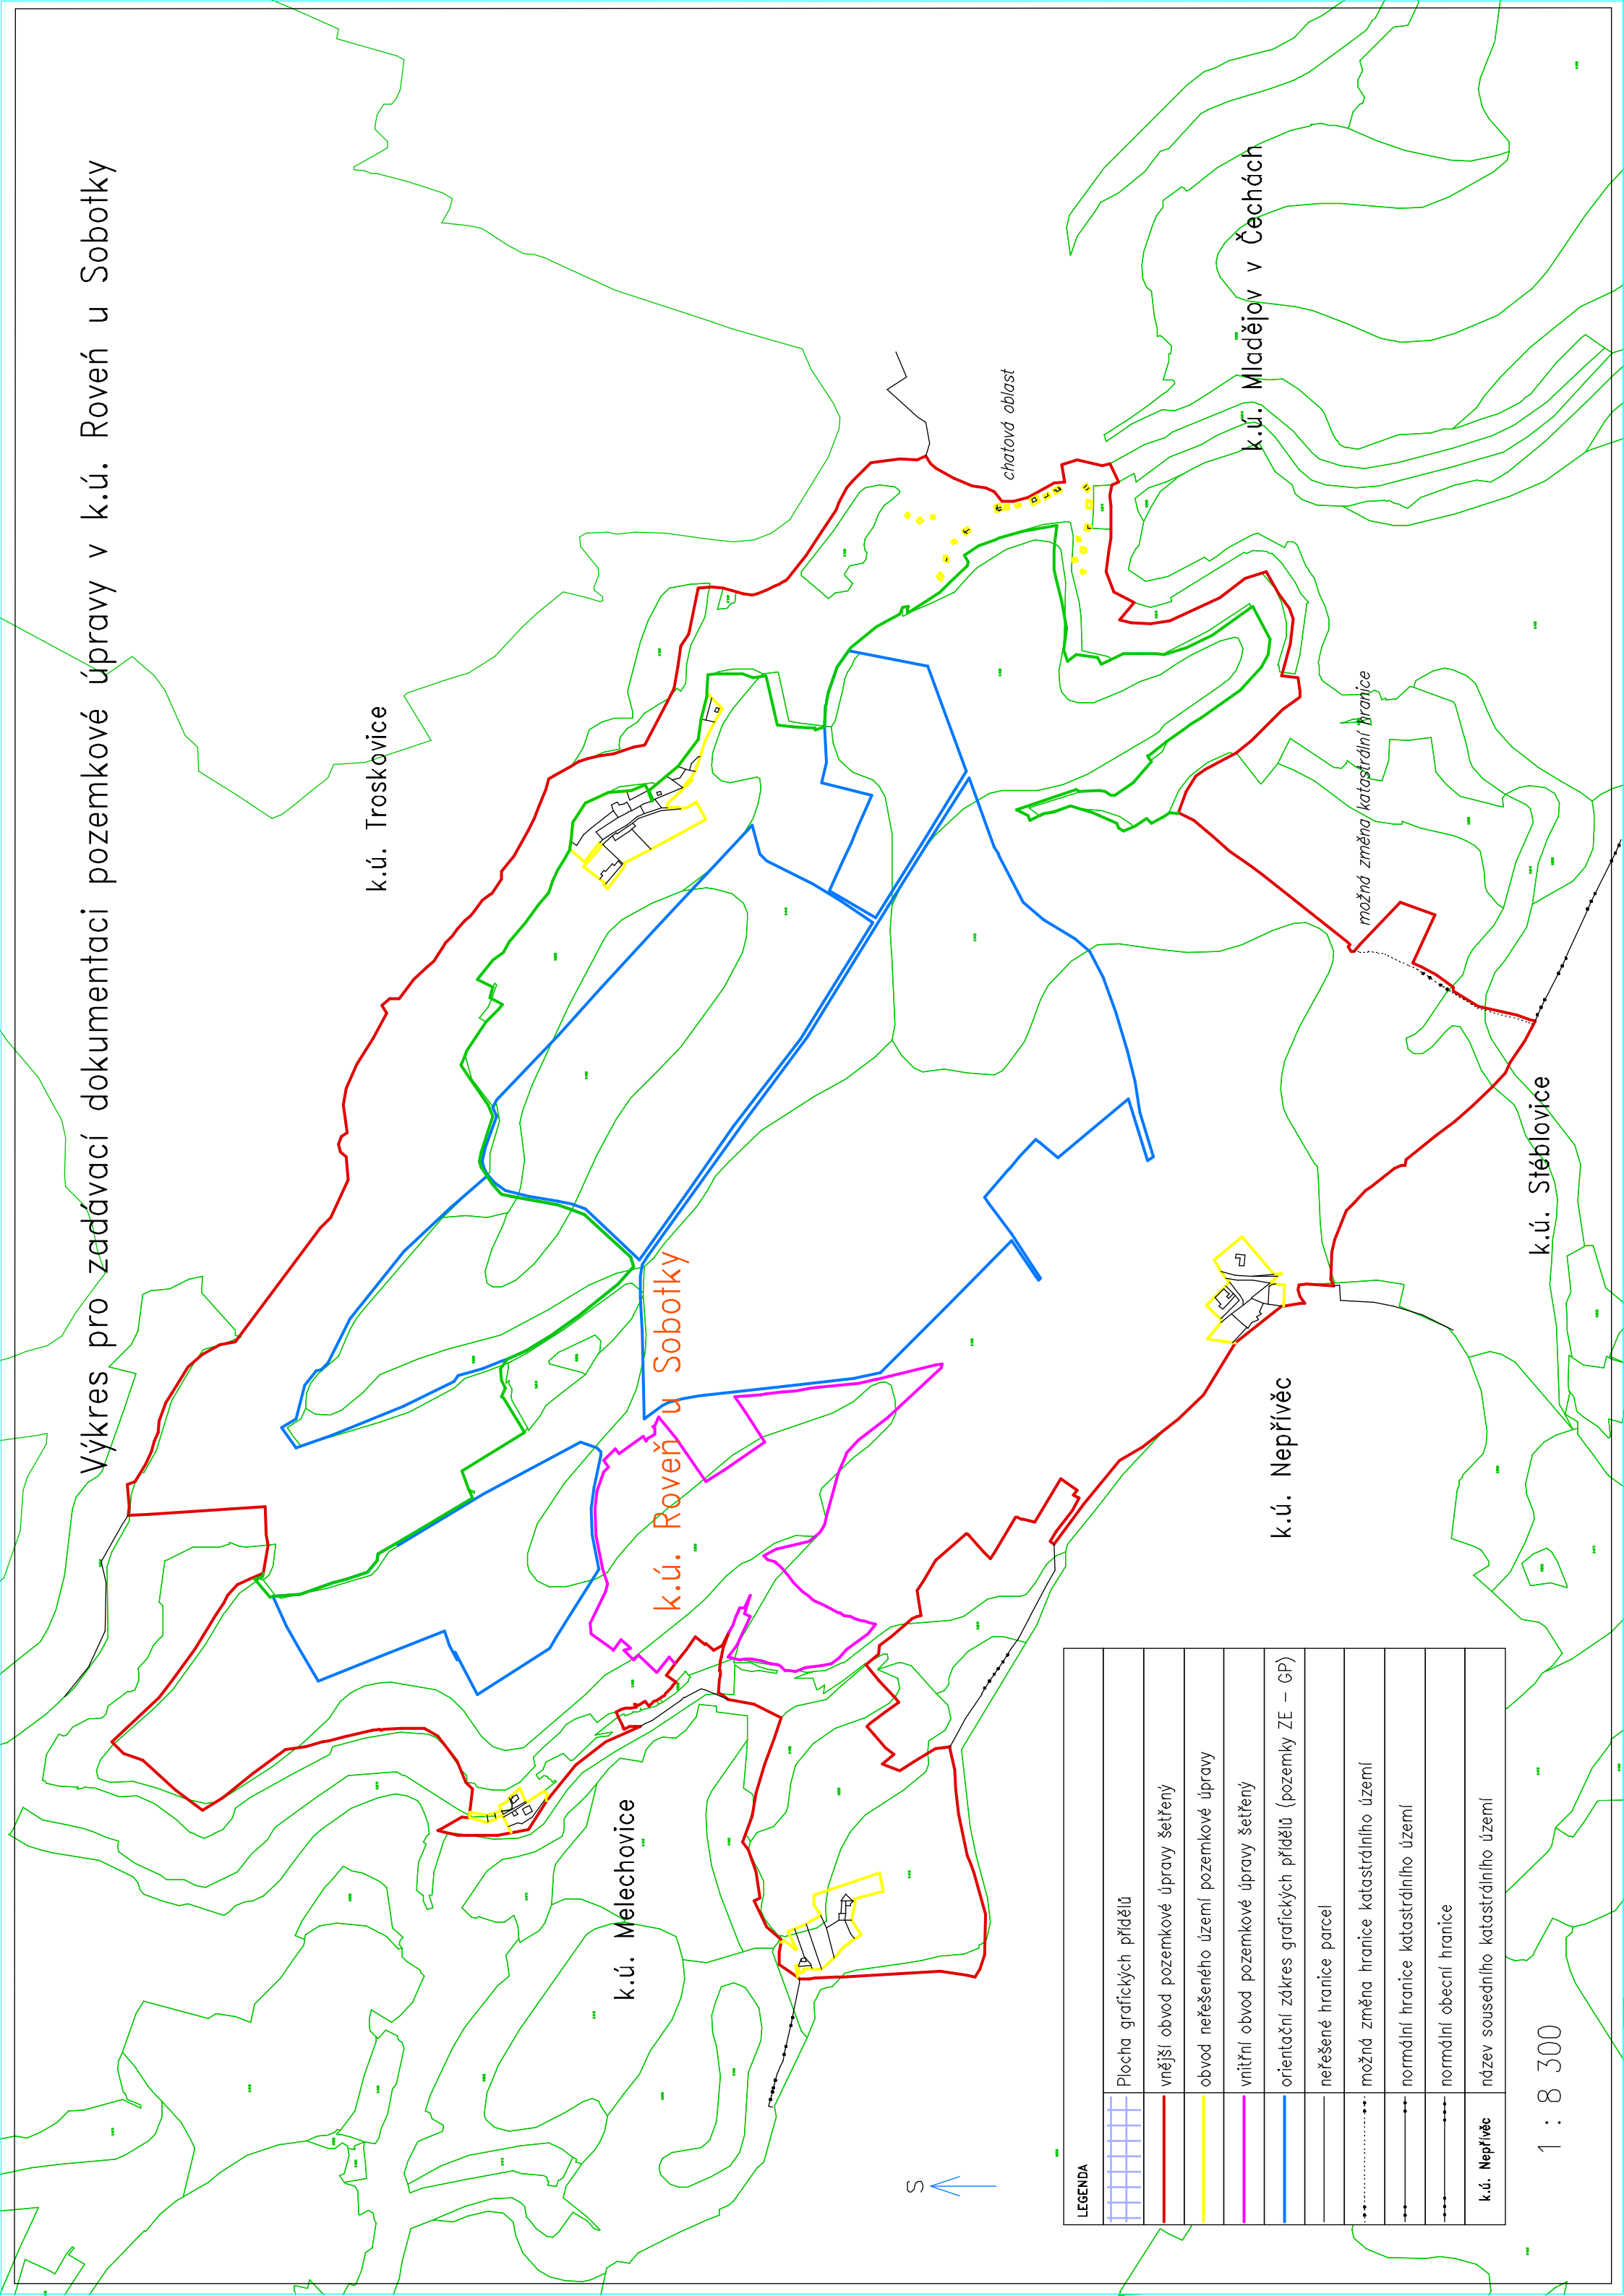 Výkres pro zadávací dokumentaci pozemkové úpravy v k.ú. Roveň u Sobotky
k.ú. Troskovice
chatová oblast
k.ú. Mladějov v Čechách
k.ú. Roveň u Sobotky
možná změna katastrální hranice
k.ú. Melechovice
k.ú. Nepřívěc
k.ú. Stéblovice
S
LEGENDA
Plocha grafických přídělů
vnější obvod pozemkové úpravy šetřený
obvod neřešeného území pozemkové úpravy
vnitřní obvod pozemkové úpravy šetřený
orientační zákres grafických přídělů (pozemky ZE - GP)
neřešené hranice parcel
možná změna hranice katastrálního území
normální hranice katastrálního území
normální obecní hranice
k.ú. Nepřívěc název sousedního katastrálního území
1 : 8 300